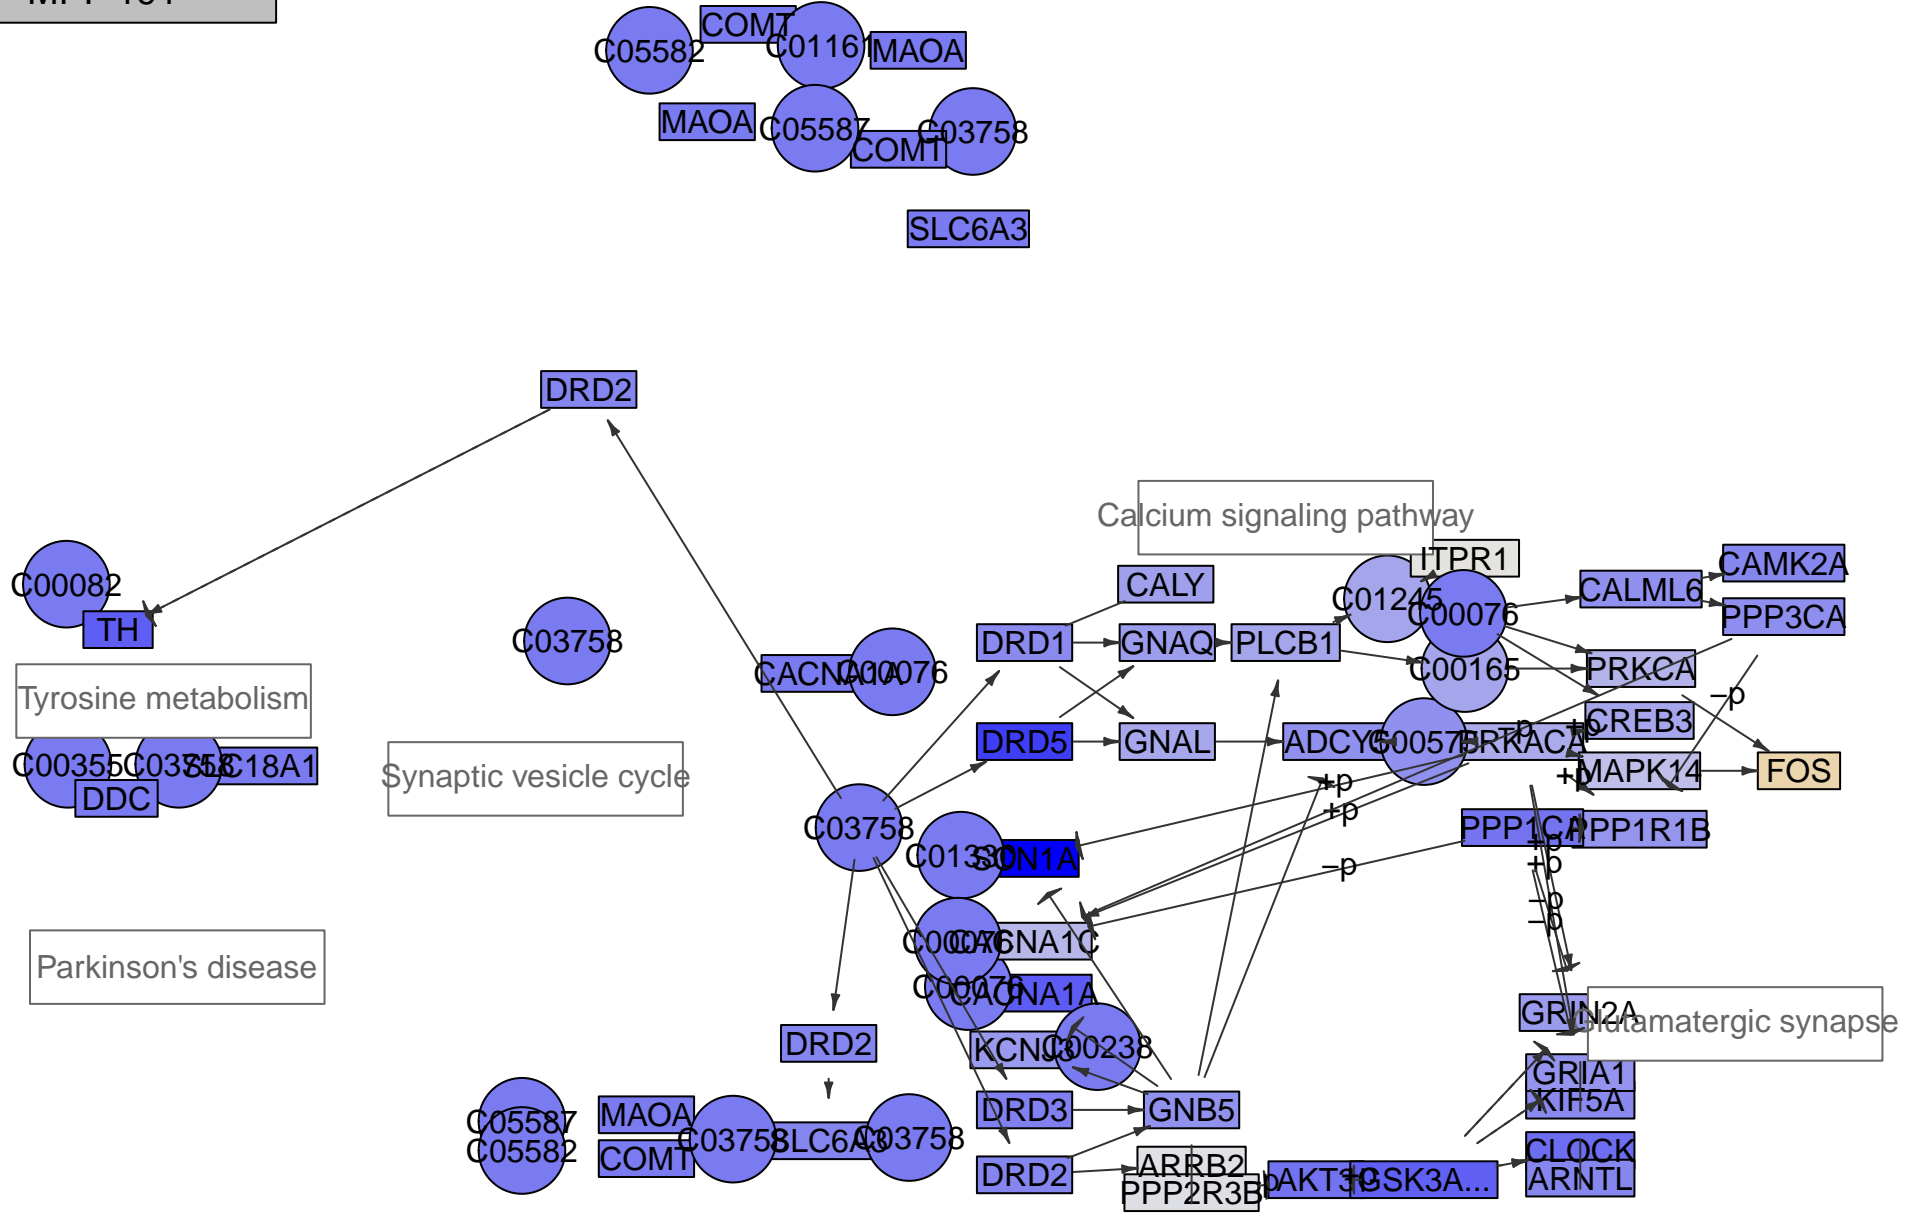 C05582
COMT
C01161
MAOA
MAOA
C05587
COMT
C03758
SLC6A3
DRD2
Calcium signaling pathway
ITPR1
CAMK2A
C00082
CALY
C01245
C00076
CALML6
PPP3CA
TH
C03758
DRD1
GNAQ
PLCB1
C00165
PRKCA
CACNA1A
C00076
Tyrosine metabolism
–p
CREB3
+p
–p
DRD5
GNAL
ADCY5
C00575
PRKACA
C00355
C03758
SLC18A1
DDC
Synaptic vesicle cycle
+p
+p
+p
MAPK14
FOS
C03758
PPP1CA
PPP1R1B
C01330
SCN1A
–p
+p
+p
–p
–p
C00076
CACNA1C
Parkinson's disease
C00076
CACNA1A
GRIN2A
Glutamatergic synapse
DRD2
KCNJ3
C00238
GRIA1
KIF5A
C05587
C05582
MAOA
COMT
C03758
SLC6A3
C03758
DRD3
GNB5
DRD2
ARRB2
PPP2R3B
AKT3
+p
GSK3A...
CLOCK
ARNTL